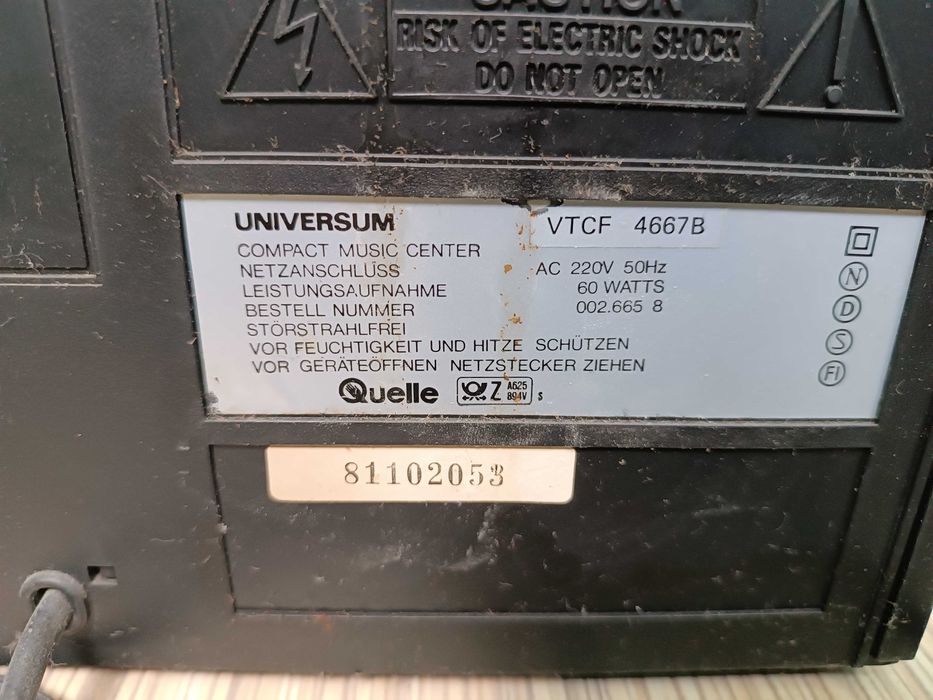 CAUTION
RISK OF ELECTRIC SHOCK
DO NOT OPEN
UNIVERSUM VTCF 4667B
COMPACT MUSIC CENTER
NETZANSCHLUSS AC 220V 50Hz
LEISTUNGSAUFNAHME 60 WATTS
BESTELL NUMMER 002.665 8
STÖRSTRAHLFREI
VOR FEUCHTIGKEIT UND HITZE SCHÜTZEN
VOR GERÄTEÖFFNEN NETZSTECKER ZIEHEN
N
D
S
FI
Quelle Z A625 894V S
81102053